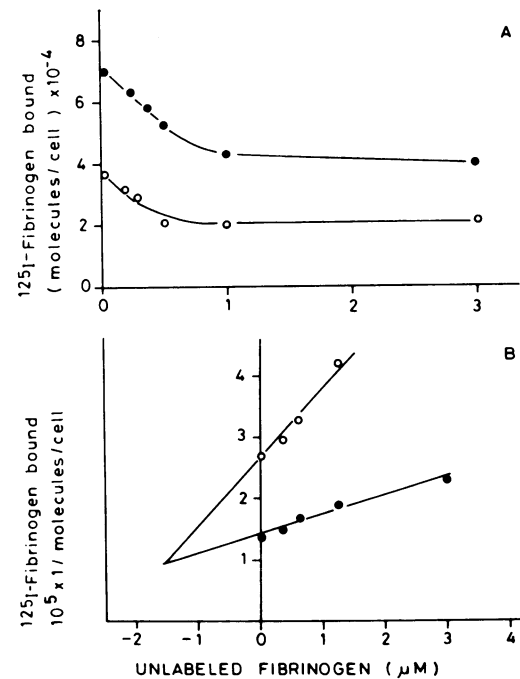 A
8
6
4
2
0
125I-Fibrinogen bound
(molecules/cell) x10-4
0
1
2
3
B
4
3
2
1
125I-Fibrinogen bound
10 5 x 1/molecules/cell
-2
-1
0
1
2
3
4
UNLABELED FIBRINOGEN (μM)